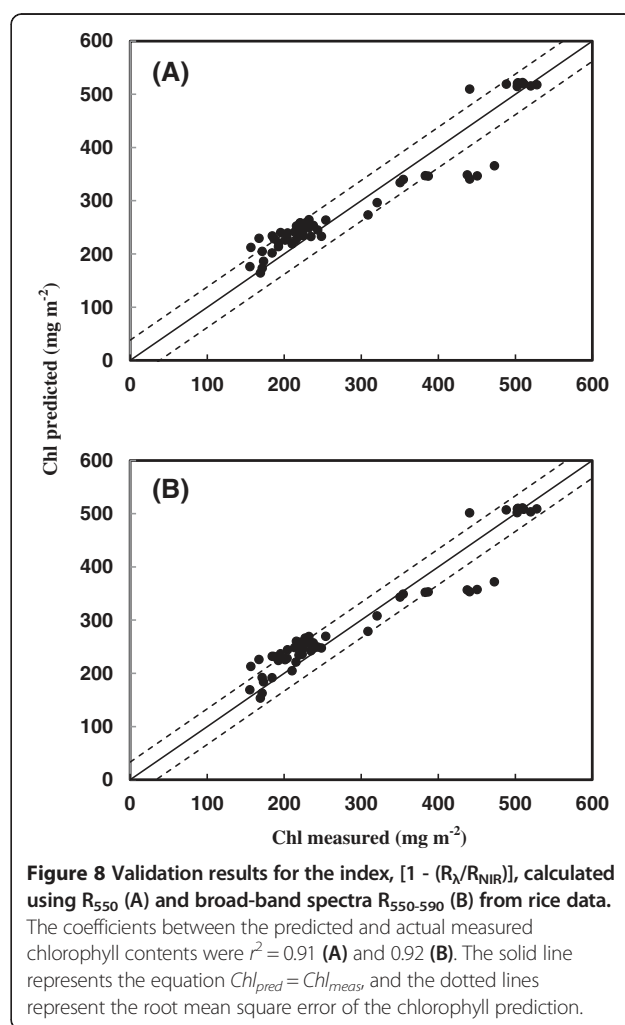 600
(A)
500
400
300
200
100
0
0 100 200 300 400 500 600
Chl predicted (mg m⁻²)
600
(B)
500
400
300
200
100
0
0 100 200 300 400 500 600
Chl measured (mg m⁻²)
Figure 8 Validation results for the index, [1 - (Rλ/RNIR)], calculated
using R550 (A) and broad-band spectra R550-590 (B) from rice data.
The coefficients between the predicted and actual measured
chlorophyll contents were r² = 0.91 (A) and 0.92 (B). The solid line
represents the equation Chlpred = Chlmeas, and the dotted lines
represent the root mean square error of the chlorophyll prediction.